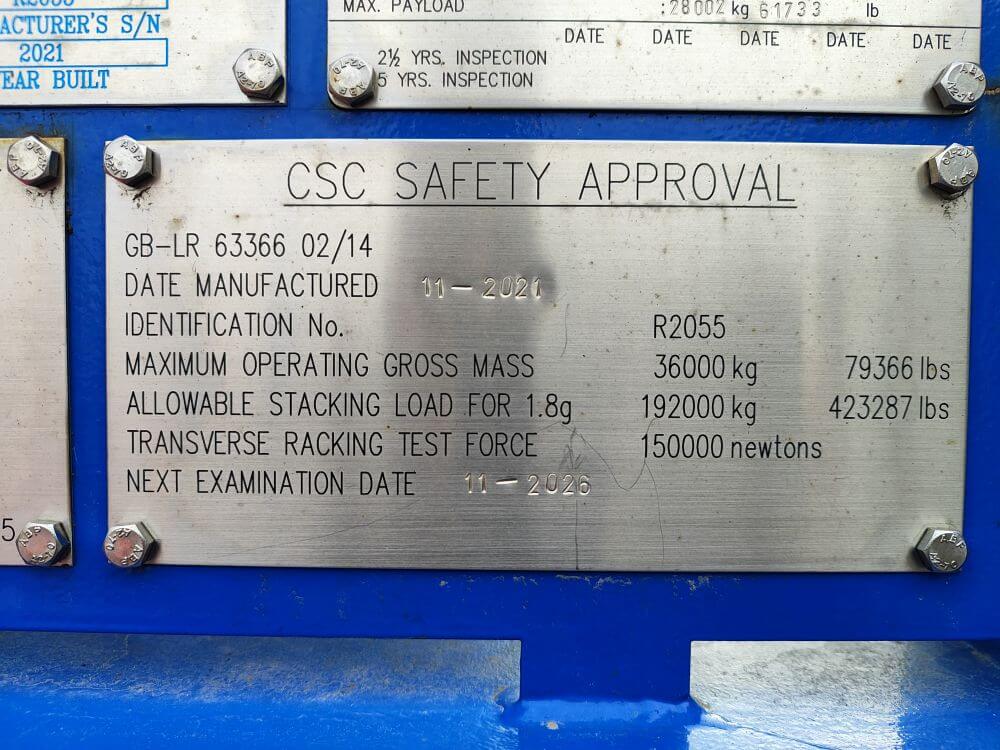 R2055
ACTURER'S S/N
2021
EAR BUILT
MAX. PAYLOAD : 28002 kg 61733 lb
DATE DATE DATE DATE DATE
2½ YRS. INSPECTION
5 YRS. INSPECTION
CSC SAFETY APPROVAL
GB-LR 63366 02/14
DATE MANUFACTURED 11-2021
IDENTIFICATION No. R2055
MAXIMUM OPERATING GROSS MASS 36000 kg 79366 lbs
ALLOWABLE STACKING LOAD FOR 1.8g 192000 kg 423287 lbs
TRANSVERSE RACKING TEST FORCE 150000 newtons
NEXT EXAMINATION DATE 11-2026
5